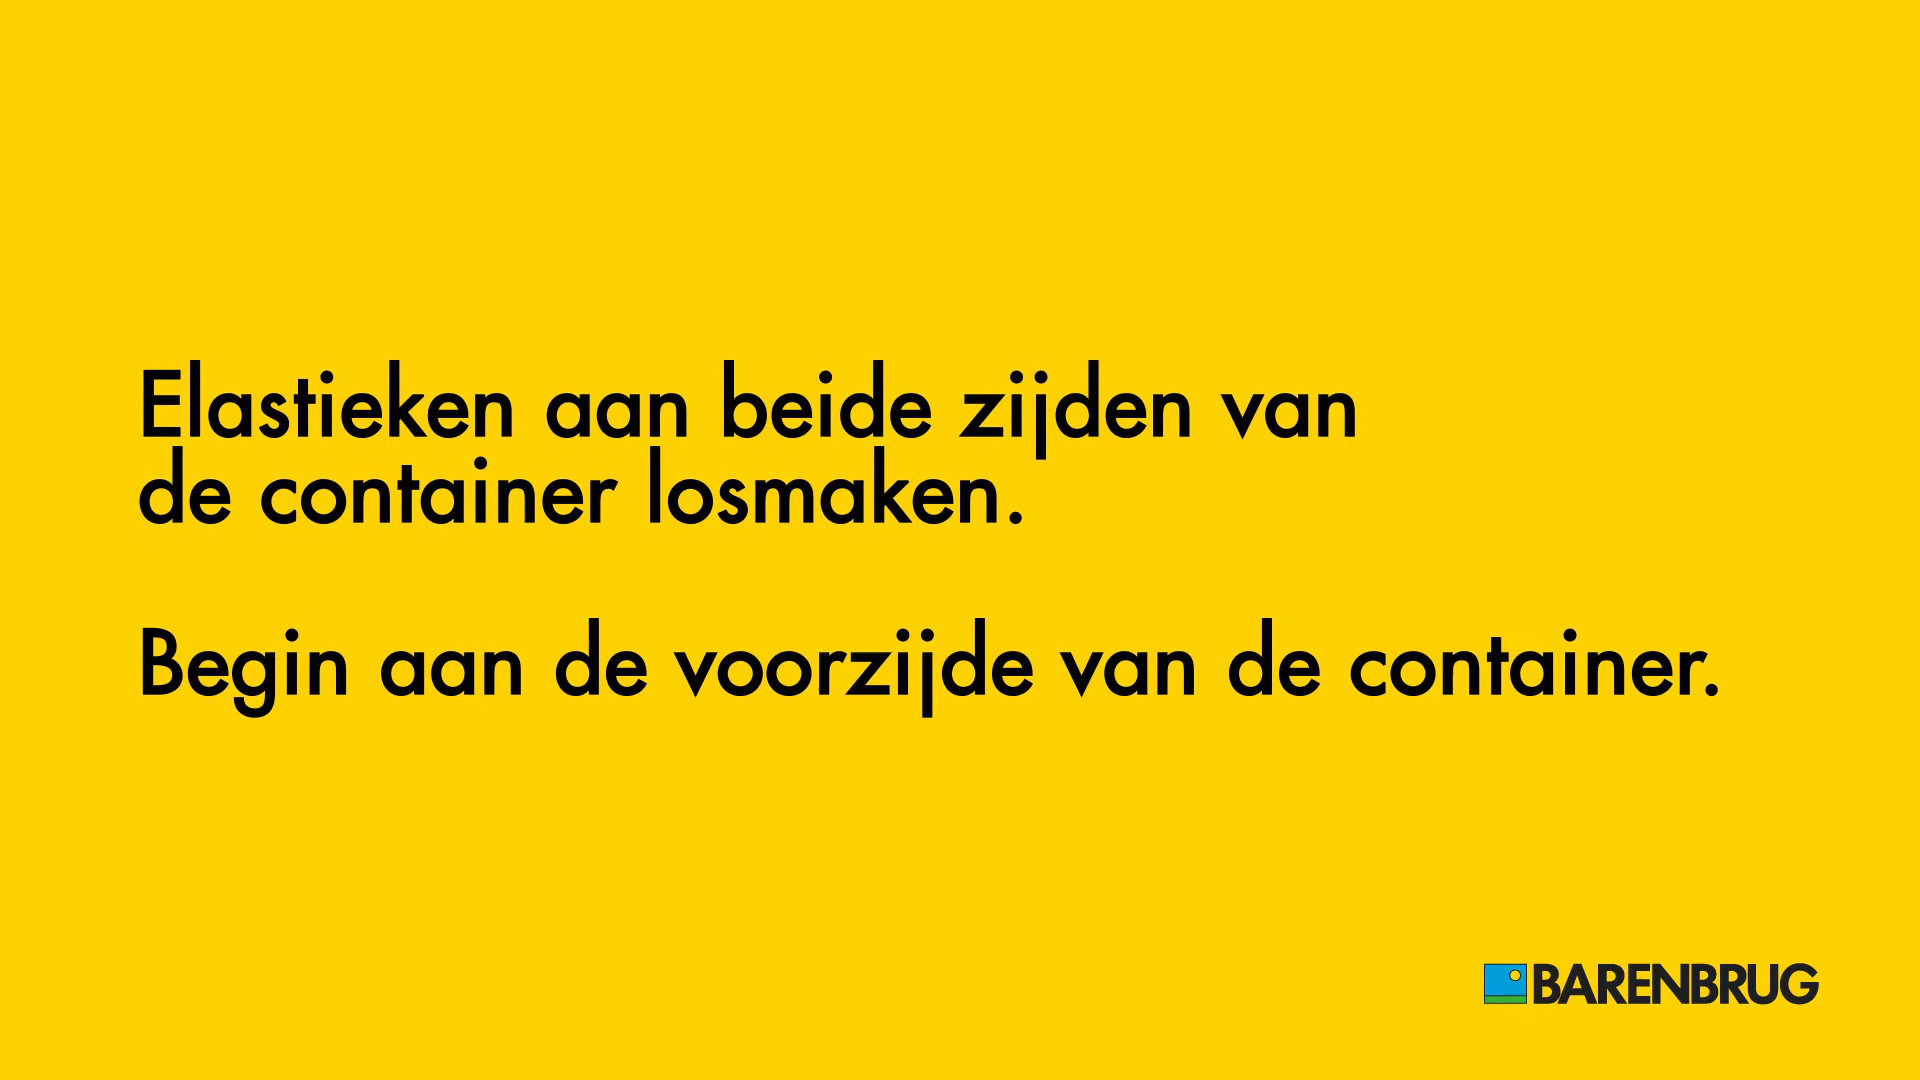 Elastieken aan beide zijden van
de container losmaken.
Begin aan de voorzijde van de container.
BARENBRUG